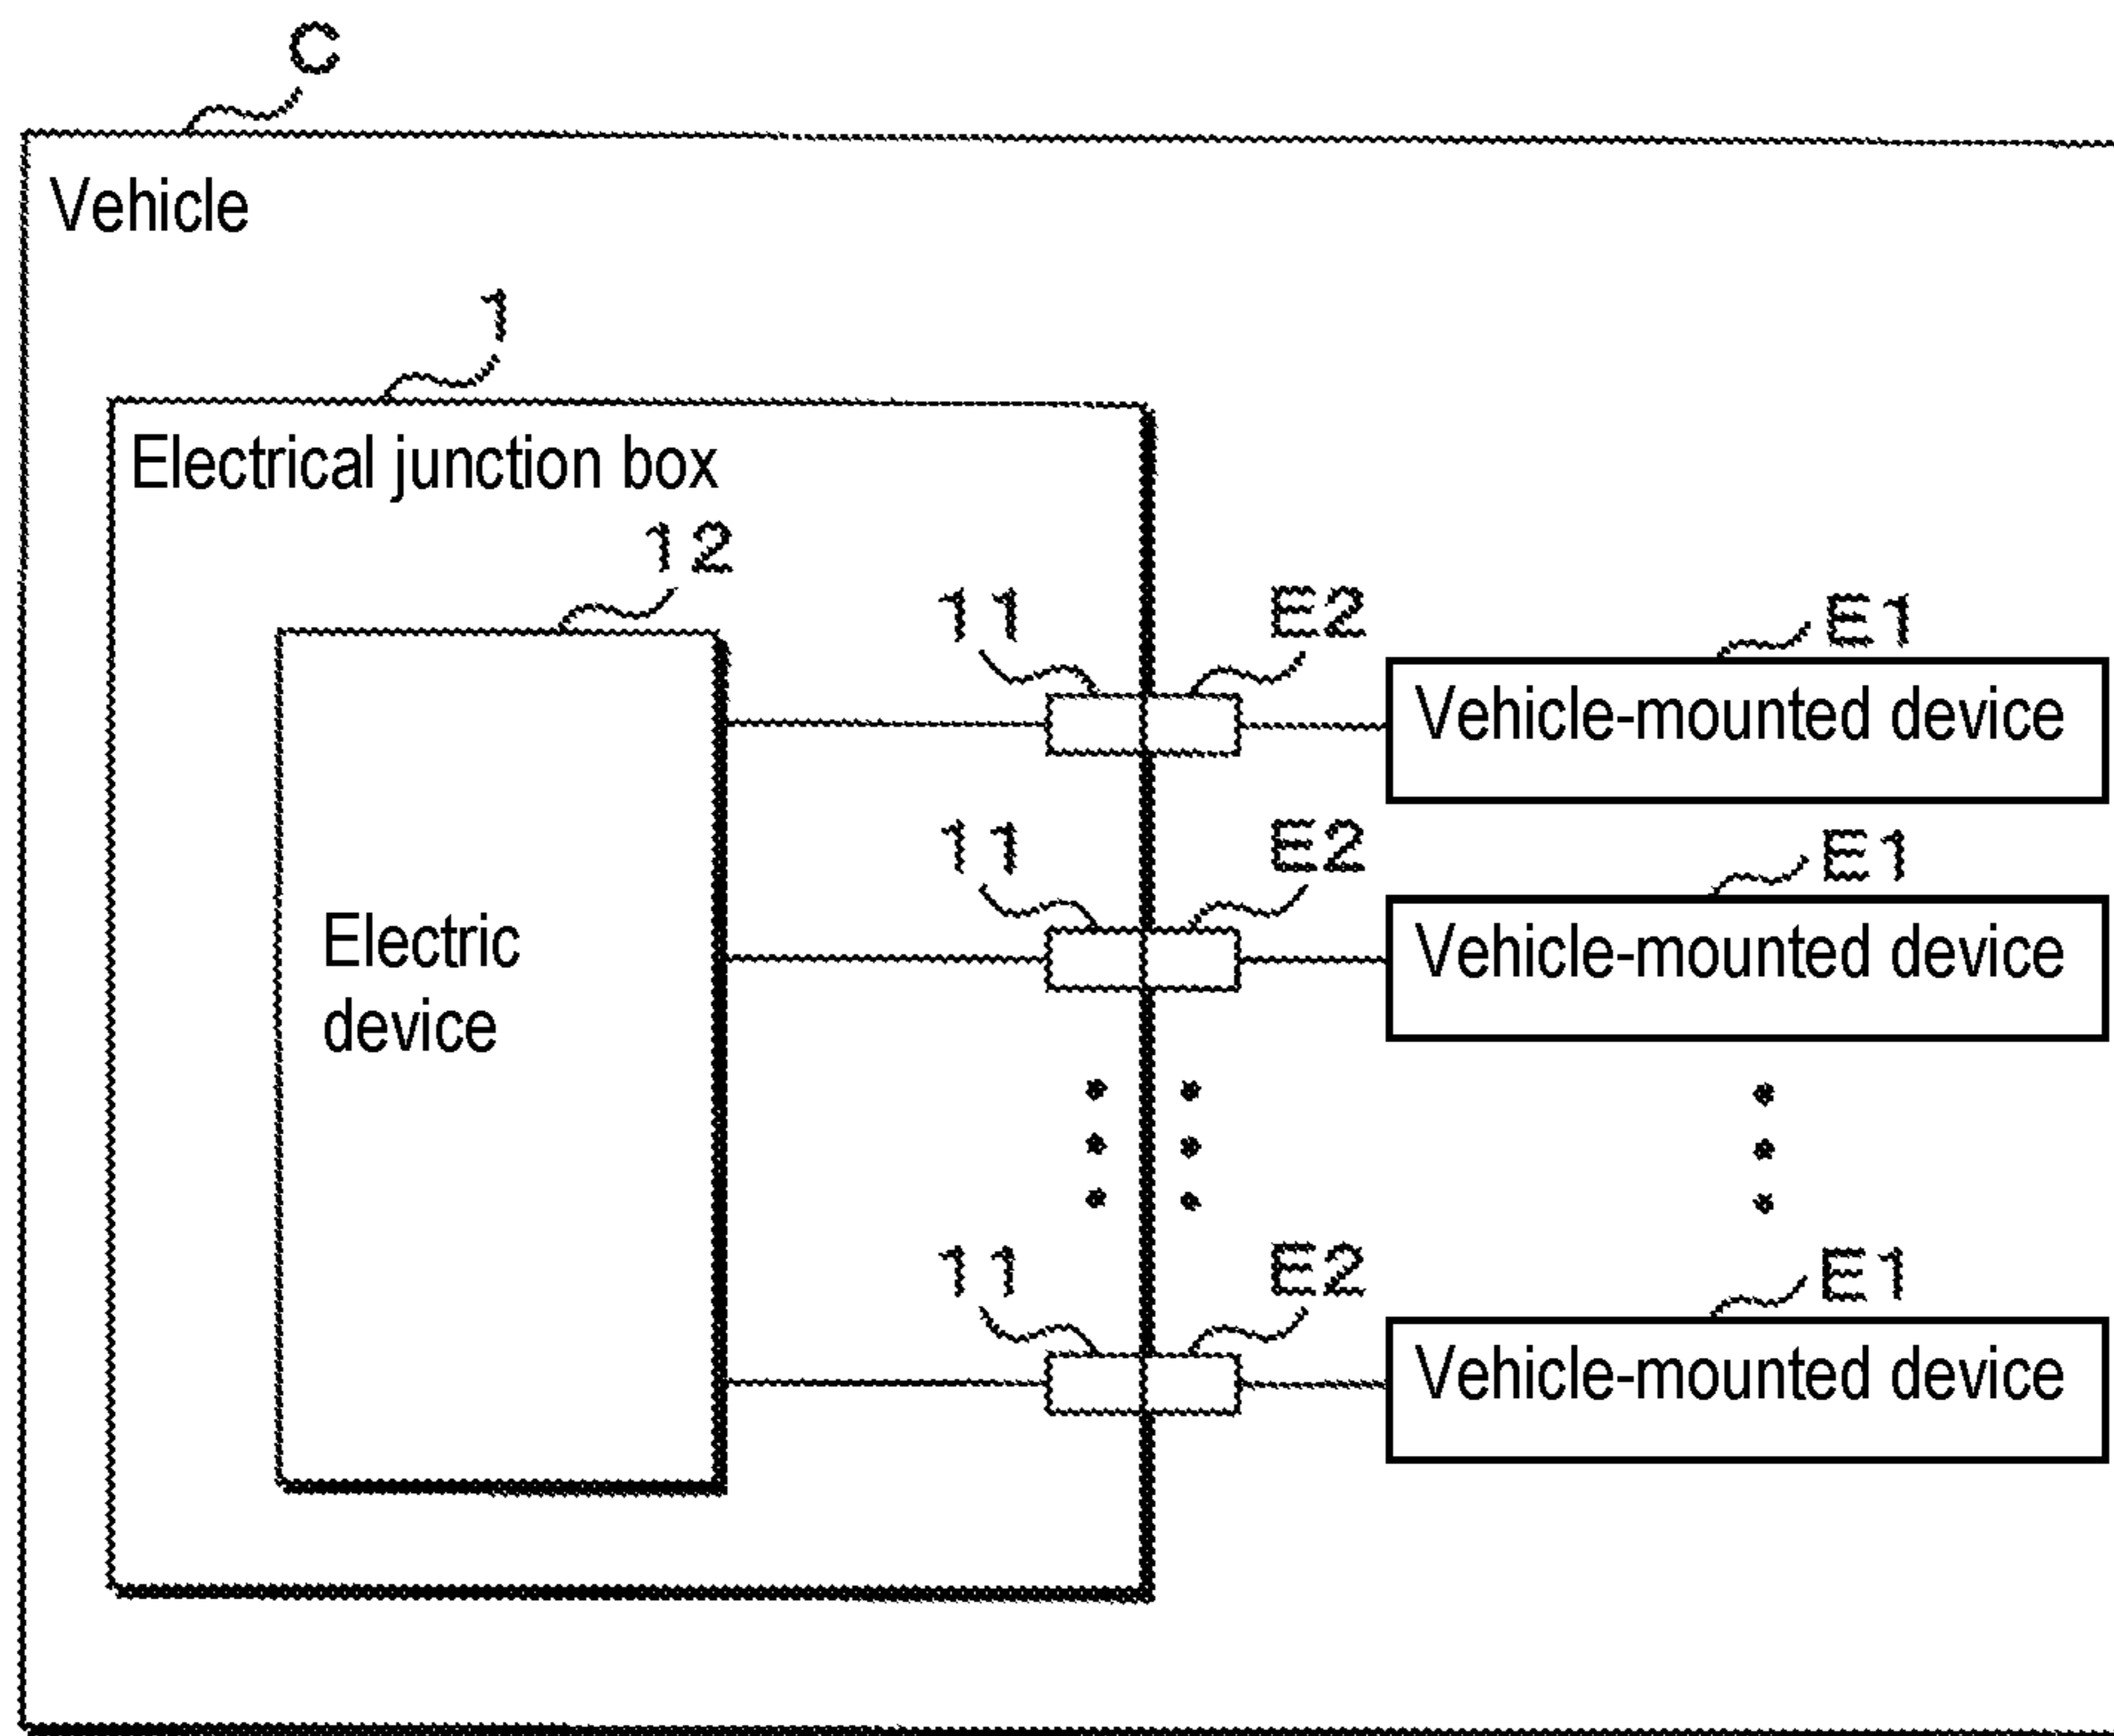 C
Vehicle
1
Electrical junction box
12
11 E2 E1
Vehicle-mounted device
11 E2 E1
Vehicle-mounted device
Electric
device
11 E2 E1
Vehicle-mounted device